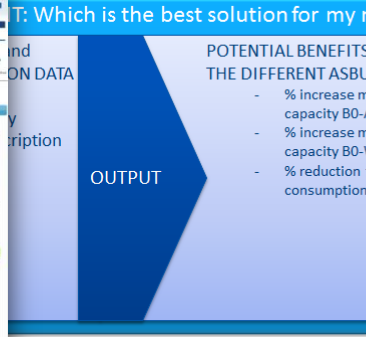 IT: Which is the best solution for my
and
ON DATA
y
cription
OUTPUT
POTENTIAL BENEFITS
THE DIFFERENT ASBU
- % increase
capacity B0-
- % increase
capacity B0-
- % reduction
consumption